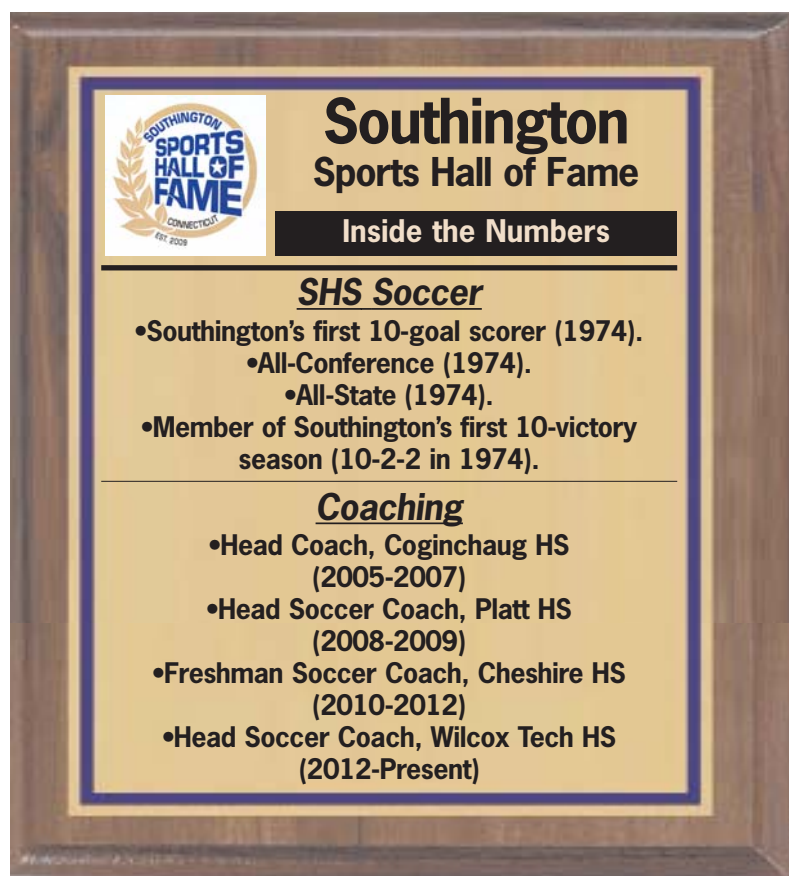 SOUTHINGTON
SPORTS
HALL OF
FAME
CONNECTICUT
EST. 2009
Southington
Sports Hall of Fame
Inside the Numbers
SHS Soccer
•Southington’s first 10-goal scorer (1974).
•All-Conference (1974).
•All-State (1974).
•Member of Southington’s first 10-victory
season (10-2-2 in 1974).
Coaching
•Head Coach, Coginchaug HS
(2005-2007)
•Head Soccer Coach, Platt HS
(2008-2009)
•Freshman Soccer Coach, Cheshire HS
(2010-2012)
•Head Soccer Coach, Wilcox Tech HS
(2012-Present)